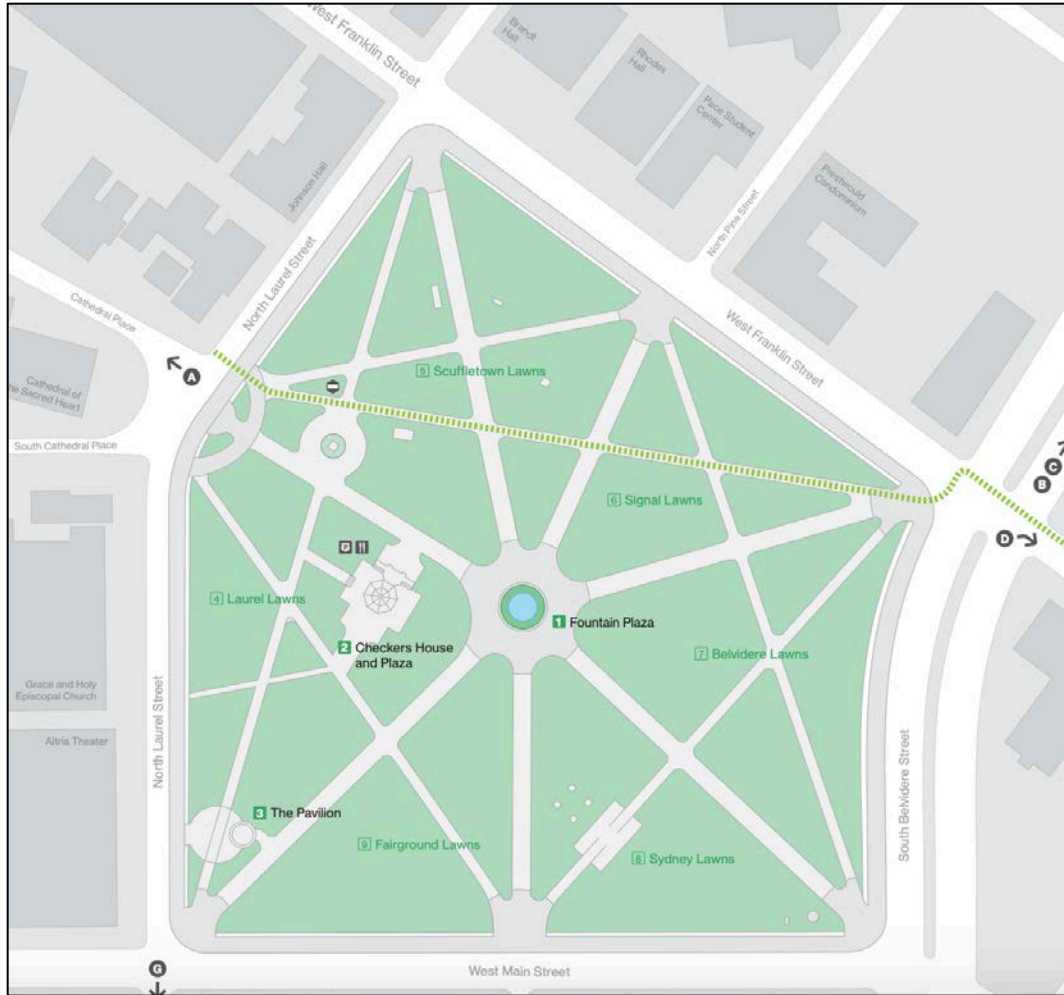 West Franklin Street
Brandt
Hall
Rhodes
Hall
Pace Student
Center
Johnson Hall
North Pine Street
Prestwould
Condominium
North Laurel Street
Cathedral Place
A
Cathedral of
he Sacred Heart
South Cathedral Place
5 Scuffletown Lawns
West Franklin Street
C
B
D
6 Signal Lawns
4 Laurel Lawns
1 Fountain Plaza
2 Checkers House
and Plaza
7 Belvidere Lawns
Grace and Holy
Episcopal Church
Altria Theater
North Laurel Street
3 The Pavilion
9 Fairground Lawns
8 Sydney Lawns
South Belvidere Street
West Main Street
G